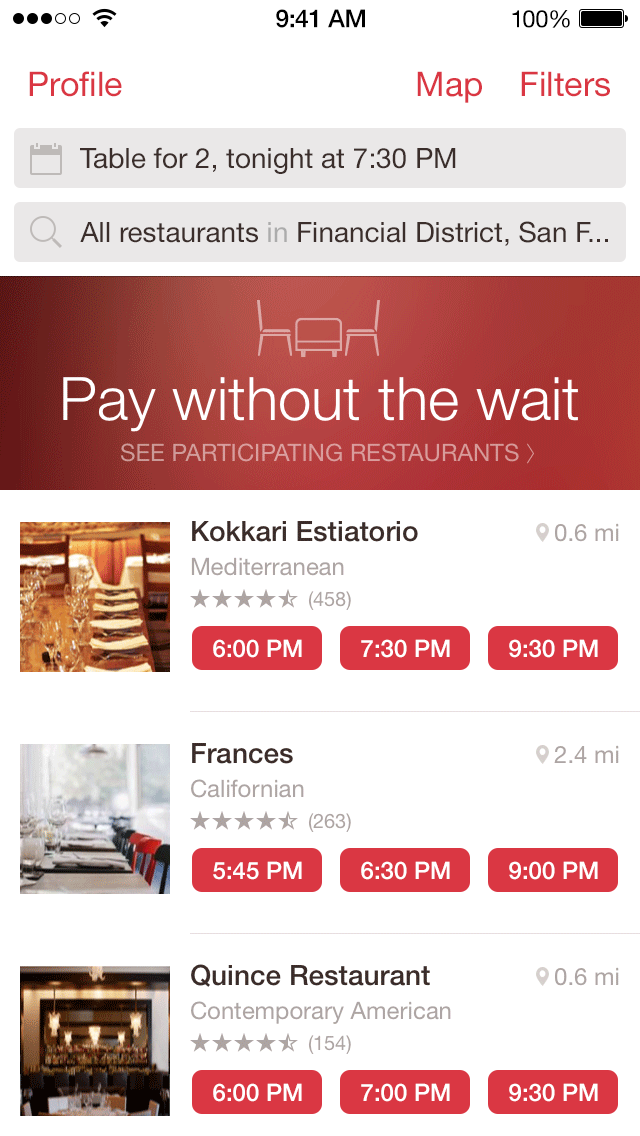 9:41 AM 100%
Profile Map Filters
Table for 2, tonight at 7:30 PM
All restaurants in Financial District, San F...
Pay without the wait
SEE PARTICIPATING RESTAURANTS 〉
Kokkari Estiatorio 0.6 mi
Mediterranean
★★★★⯪ (458)
6:00 PM 7:30 PM 9:30 PM
Frances 2.4 mi
Californian
(263)
5:45 PM 6:30 PM 9:00 PM
Quince Restaurant 0.6 mi
Contemporary American
(154)
6:00 PM 7:00 PM 9:30 PM